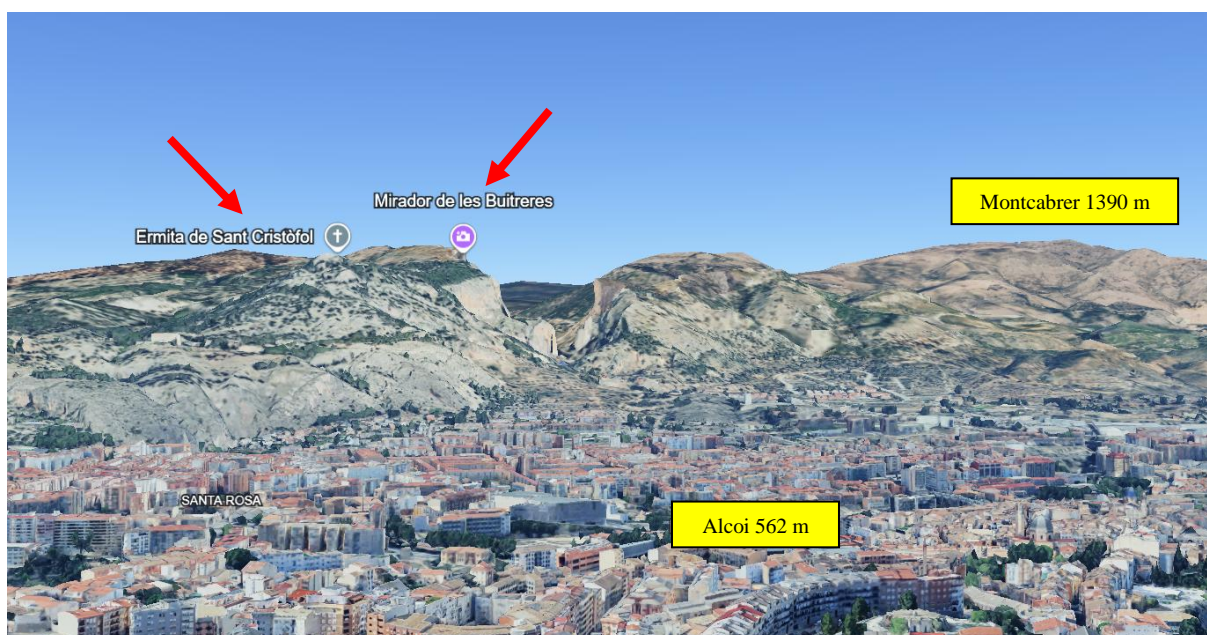 Mirador de les Buitreres
Montcabrer 1390 m
Ermita de Sant Cristòfol
SANTA ROSA
Alcoi 562 m